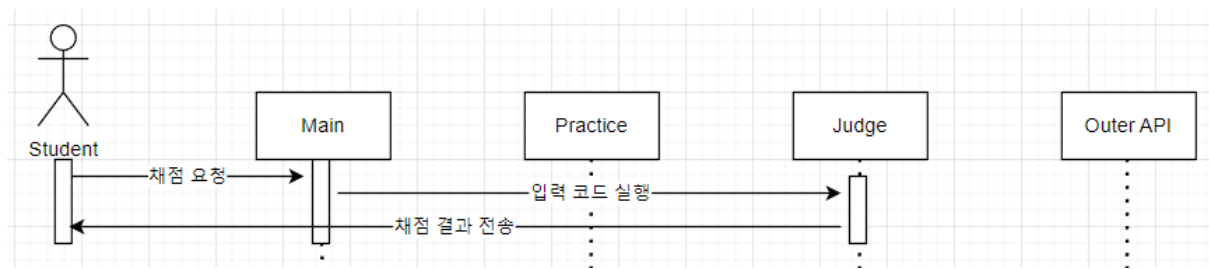 Student
Main
Practice
Judge
Outer API
채점 요청
입력 코드 실행
채점 결과 전송